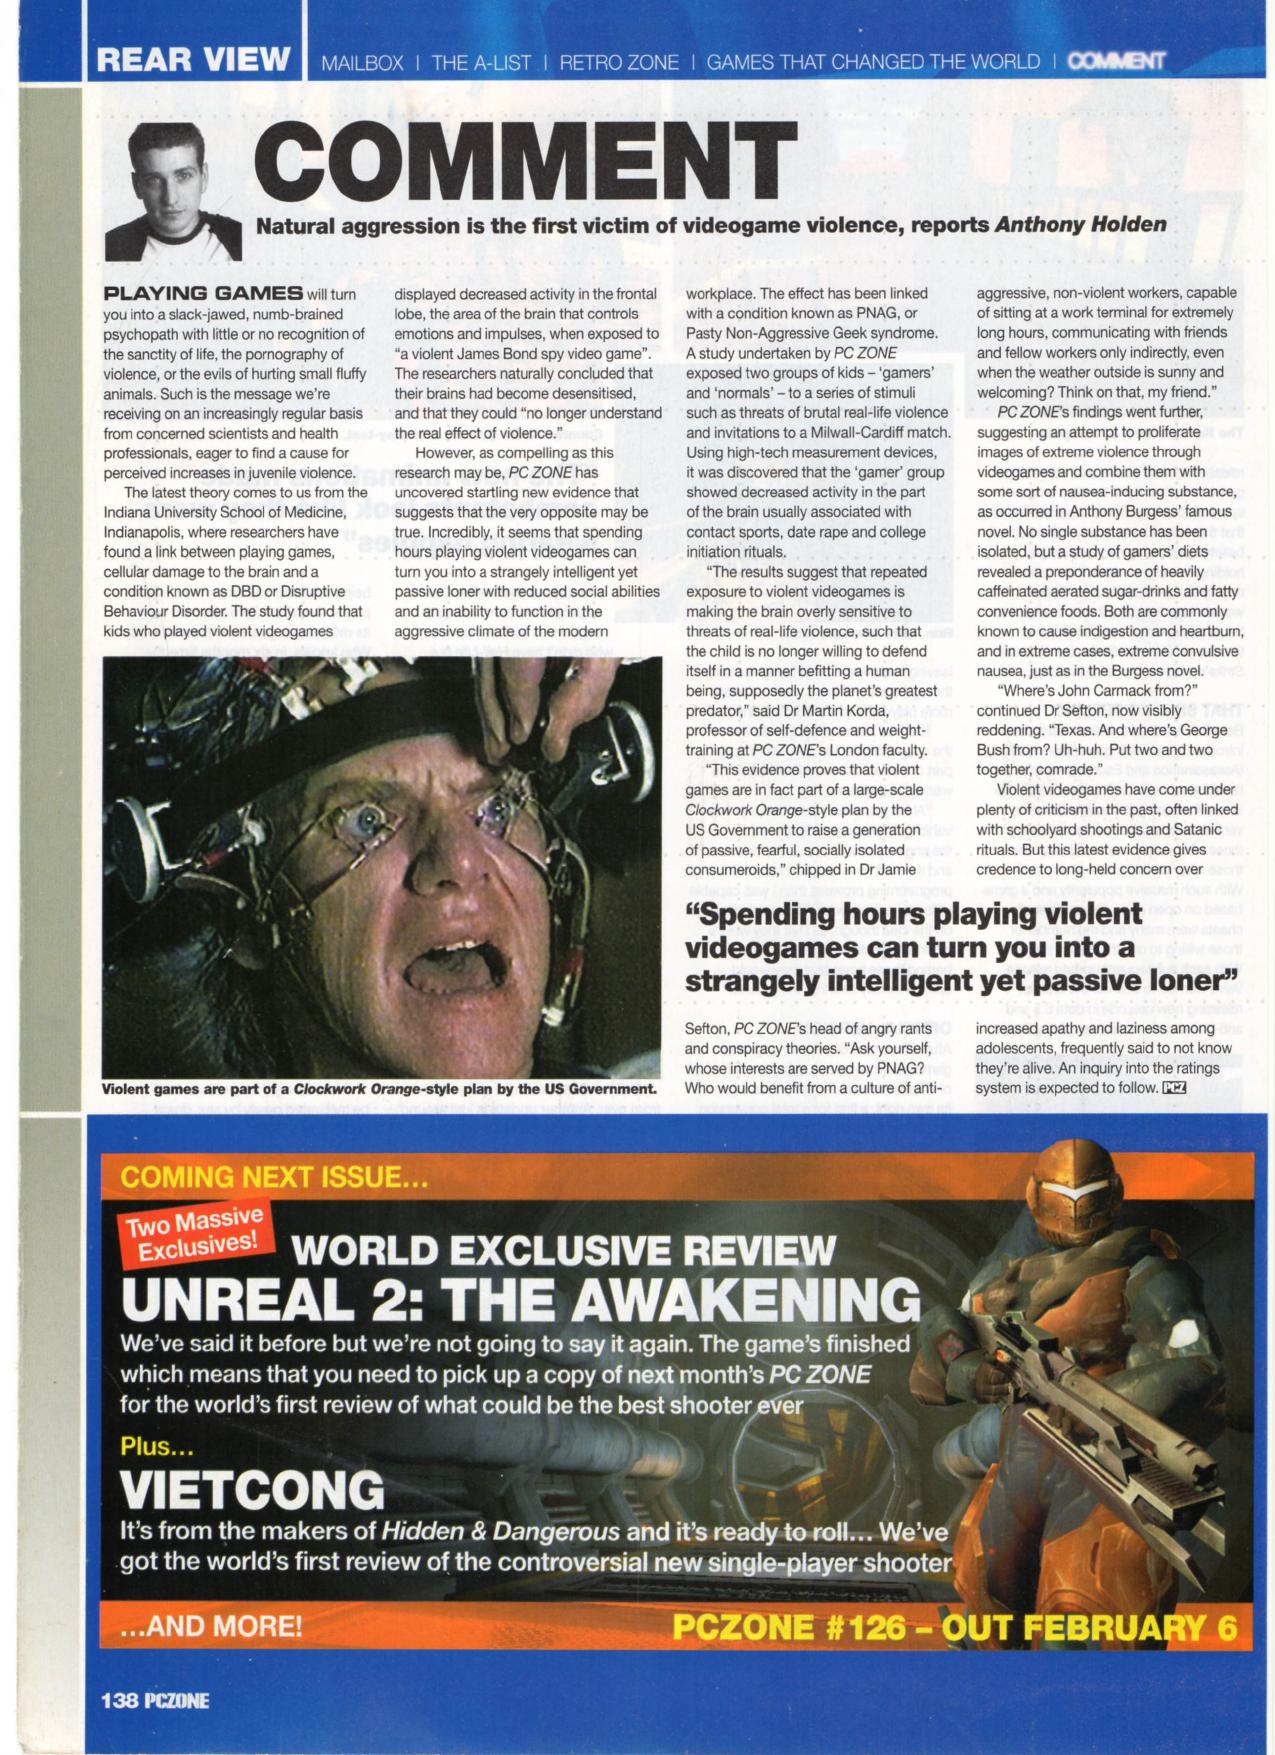 REAR VIEW
MAILBOX | THE A-LIST | RETRO ZONE | GAMES THAT CHANGED THE WORLD | COMMENT
COMMENT
Natural aggression is the first victim of videogame violence, reports Anthony Holden
PLAYING GAMES will turn
you into a slack-jawed, numb-brained
psychopath with little or no recognition of
the sanctity of life, the pornography of
violence, or the evils of hurting small fluffy
animals. Such is the message we're
receiving on an increasingly regular basis
from concerned scientists and health
professionals, eager to find a cause for
perceived increases in juvenile violence.
The latest theory comes to us from the
Indiana University School of Medicine,
Indianapolis, where researchers have
found a link between playing games,
cellular damage to the brain and a
condition known as DBD or Disruptive
Behaviour Disorder. The study found that
kids who played violent videogames
displayed decreased activity in the frontal
lobe, the area of the brain that controls
emotions and impulses, when exposed to
“a violent James Bond spy video game”.
The researchers naturally concluded that
their brains had become desensitised,
and that they could “no longer understand
the real effect of violence.”
However, as compelling as this
research may be, PC ZONE has
uncovered startling new evidence that
suggests that the very opposite may be
true. Incredibly, it seems that spending
hours playing violent videogames can
turn you into a strangely intelligent yet
passive loner with reduced social abilities
and an inability to function in the
aggressive climate of the modern
workplace. The effect has been linked
with a condition known as PNAG, or
Pasty Non-Aggressive Geek syndrome.
A study undertaken by PC ZONE
exposed two groups of kids – 'gamers'
and 'normals' – to a series of stimuli
such as threats of brutal real-life violence
and invitations to a Milwall-Cardiff match.
Using high-tech measurement devices,
it was discovered that the 'gamer' group
showed decreased activity in the part
of the brain usually associated with
contact sports, date rape and college
initiation rituals.
“The results suggest that repeated
exposure to violent videogames is
making the brain overly sensitive to
threats of real-life violence, such that
the child is no longer willing to defend
itself in a manner befitting a human
being, supposedly the planet's greatest
predator,” said Dr Martin Korda,
professor of self-defence and weight-
training at PC ZONE's London faculty.
“This evidence proves that violent
games are in fact part of a large-scale
Clockwork Orange-style plan by the
US Government to raise a generation
of passive, fearful, socially isolated
consumeroids,” chipped in Dr Jamie
“Spending hours playing violent
videogames can turn you into a
strangely intelligent yet passive loner”
Sefton, PC ZONE's head of angry rants
and conspiracy theories. “Ask yourself,
whose interests are served by PNAG?
Who would benefit from a culture of anti-
aggressive, non-violent workers, capable
of sitting at a work terminal for extremely
long hours, communicating with friends
and fellow workers only indirectly, even
when the weather outside is sunny and
welcoming? Think on that, my friend.”
PC ZONE's findings went further,
suggesting an attempt to proliferate
images of extreme violence through
videogames and combine them with
some sort of nausea-inducing substance,
as occurred in Anthony Burgess' famous
novel. No single substance has been
isolated, but a study of gamers' diets
revealed a preponderance of heavily
caffeinated aerated sugar-drinks and fatty
convenience foods. Both are commonly
known to cause indigestion and heartburn,
and in extreme cases, extreme convulsive
nausea, just as in the Burgess novel.
“Where's John Carmack from?”
continued Dr Sefton, now visibly
reddening. “Texas. And where's George
Bush from? Uh-huh. Put two and two
together, comrade.”
Violent videogames have come under
plenty of criticism in the past, often linked
with schoolyard shootings and Satanic
rituals. But this latest evidence gives
credence to long-held concern over
increased apathy and laziness among
adolescents, frequently said to not know
they're alive. An inquiry into the ratings
system is expected to follow. PCZ
Violent games are part of a Clockwork Orange-style plan by the US Government.
COMING NEXT ISSUE...
Two Massive
Exclusives!
WORLD EXCLUSIVE REVIEW
UNREAL 2: THE AWAKENING
We've said it before but we're not going to say it again. The game's finished
which means that you need to pick up a copy of next month's PC ZONE
for the world's first review of what could be the best shooter ever
Plus...
VIETCONG
It's from the makers of Hidden & Dangerous and it's ready to roll... We've
got the world's first review of the controversial new single-player shooter
...AND MORE!
PCZONE #126 – OUT FEBRUARY 6
138 PCZONE